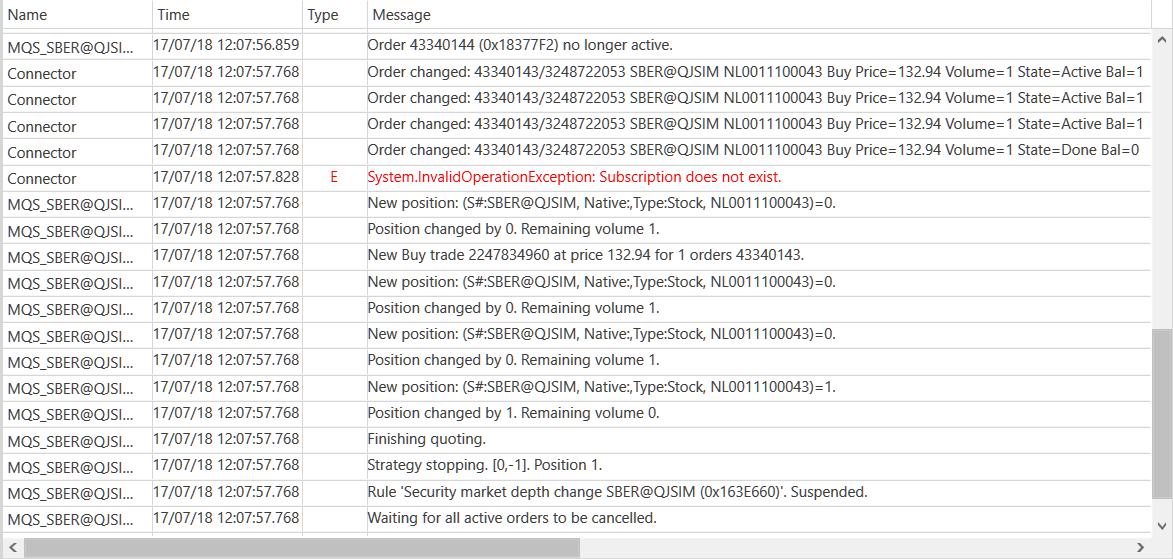 Name Time Type Message
MQS_SBER@QJSI... 17/07/18 12:07:56.859 Order 43340144 (0x18377F2) no longer active.
Connector 17/07/18 12:07:57.768 Order changed: 43340143/3248722053 SBER@QJSIM NL0011100043 Buy Price=132.94 Volume=1 State=Active Bal=1
Connector 17/07/18 12:07:57.768 Order changed: 43340143/3248722053 SBER@QJSIM NL0011100043 Buy Price=132.94 Volume=1 State=Active Bal=1
Connector 17/07/18 12:07:57.768 Order changed: 43340143/3248722053 SBER@QJSIM NL0011100043 Buy Price=132.94 Volume=1 State=Active Bal=1
Connector 17/07/18 12:07:57.768 Order changed: 43340143/3248722053 SBER@QJSIM NL0011100043 Buy Price=132.94 Volume=1 State=Done Bal=0
Connector 17/07/18 12:07:57.828 E System.InvalidOperationException: Subscription does not exist.
MQS_SBER@QJSI... 17/07/18 12:07:57.768 New position: (S#:SBER@QJSIM, Native:,Type:Stock, NL0011100043)=0.
MQS_SBER@QJSI... 17/07/18 12:07:57.768 Position changed by 0. Remaining volume 1.
MQS_SBER@QJSI... 17/07/18 12:07:57.768 New Buy trade 2247834960 at price 132.94 for 1 orders 43340143.
MQS_SBER@QJSI... 17/07/18 12:07:57.768 New position: (S#:SBER@QJSIM, Native:,Type:Stock, NL0011100043)=0.
MQS_SBER@QJSI... 17/07/18 12:07:57.768 Position changed by 0. Remaining volume 1.
MQS_SBER@QJSI... 17/07/18 12:07:57.768 New position: (S#:SBER@QJSIM, Native:,Type:Stock, NL0011100043)=0.
MQS_SBER@QJSI... 17/07/18 12:07:57.768 Position changed by 0. Remaining volume 1.
MQS_SBER@QJSI... 17/07/18 12:07:57.768 New position: (S#:SBER@QJSIM, Native:,Type:Stock, NL0011100043)=1.
MQS_SBER@QJSI... 17/07/18 12:07:57.768 Position changed by 1. Remaining volume 0.
MQS_SBER@QJSI... 17/07/18 12:07:57.768 Finishing quoting.
MQS_SBER@QJSI... 17/07/18 12:07:57.768 Strategy stopping. [0,-1]. Position 1.
MQS_SBER@QJSI... 17/07/18 12:07:57.768 Rule 'Security market depth change SBER@QJSIM (0x163E660)'. Suspended.
MQS_SBER@QJSI... 17/07/18 12:07:57.768 Waiting for all active orders to be cancelled.